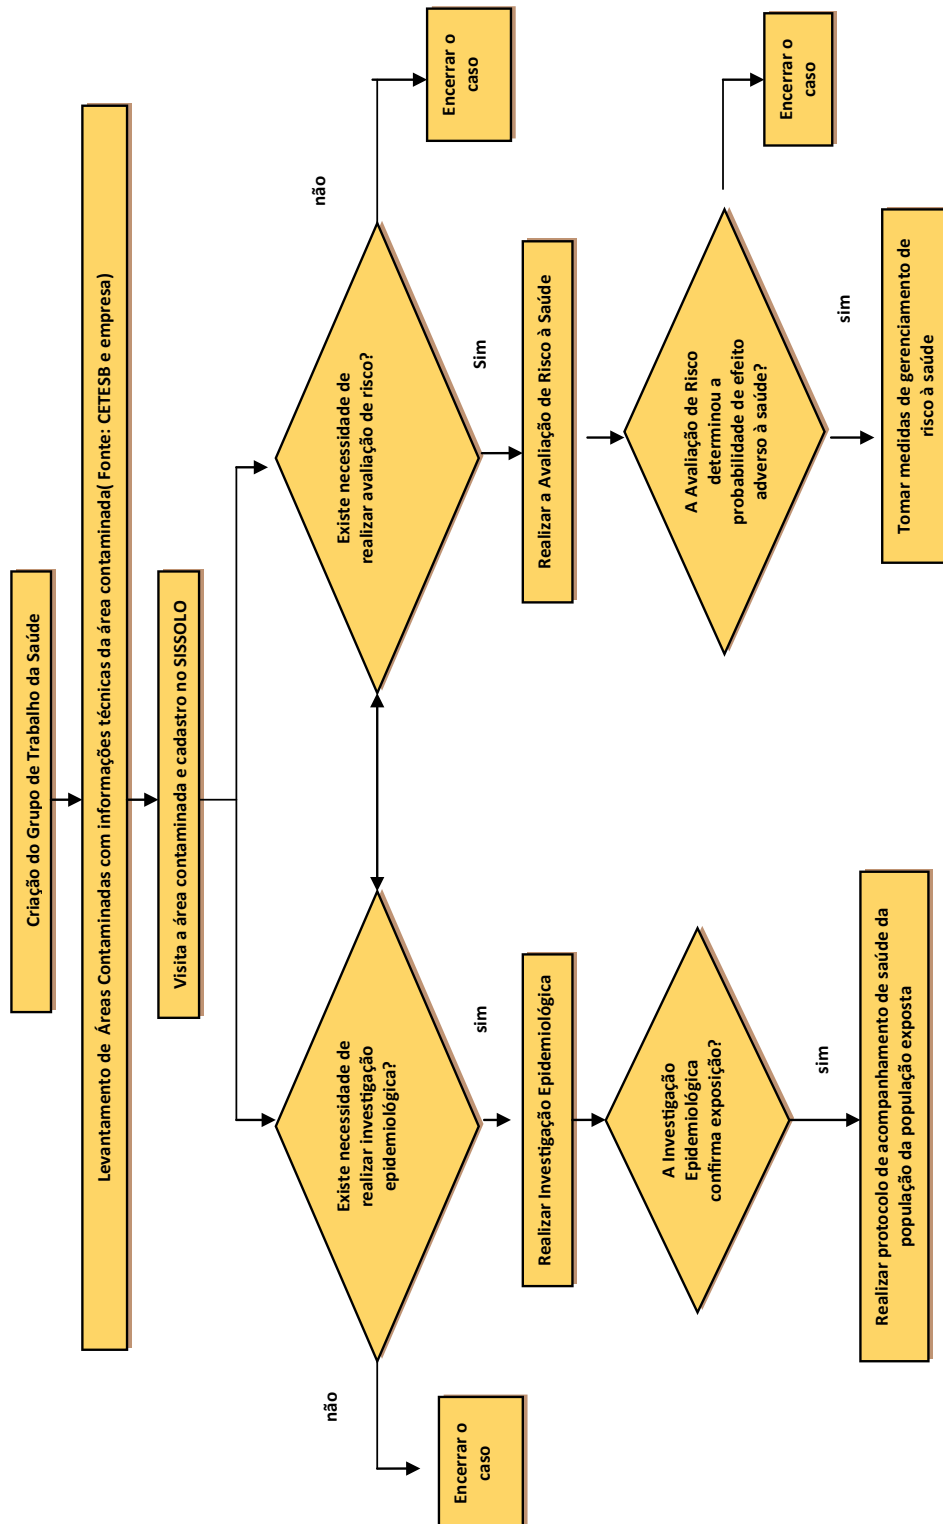 Criação do Grupo de Trabalho da Saúde
Levantamento de Áreas Contaminadas com informações técnicas da área contaminada( Fonte: CETESB e empresa)
Visita a área contaminada e cadastro no SISSOLO
Existe necessidade de
realizar investigação
epidemiológica?
Existe necessidade de
realizar avaliação de risco?
não
Encerrar o
caso
sim
Sim
não
Encerrar o
caso
Realizar Investigação Epidemiológica
Realizar a Avaliação de Risco à Saúde
A Investigação
Epidemiológica
confirma exposição?
A Avaliação de Risco
determinou a
probabilidade de efeito
adverso à saúde?
Encerrar o
caso
sim
sim
Realizar protocolo de acompanhamento de saúde da
população da população exposta
Tomar medidas de gerenciamento de
risco à saúde